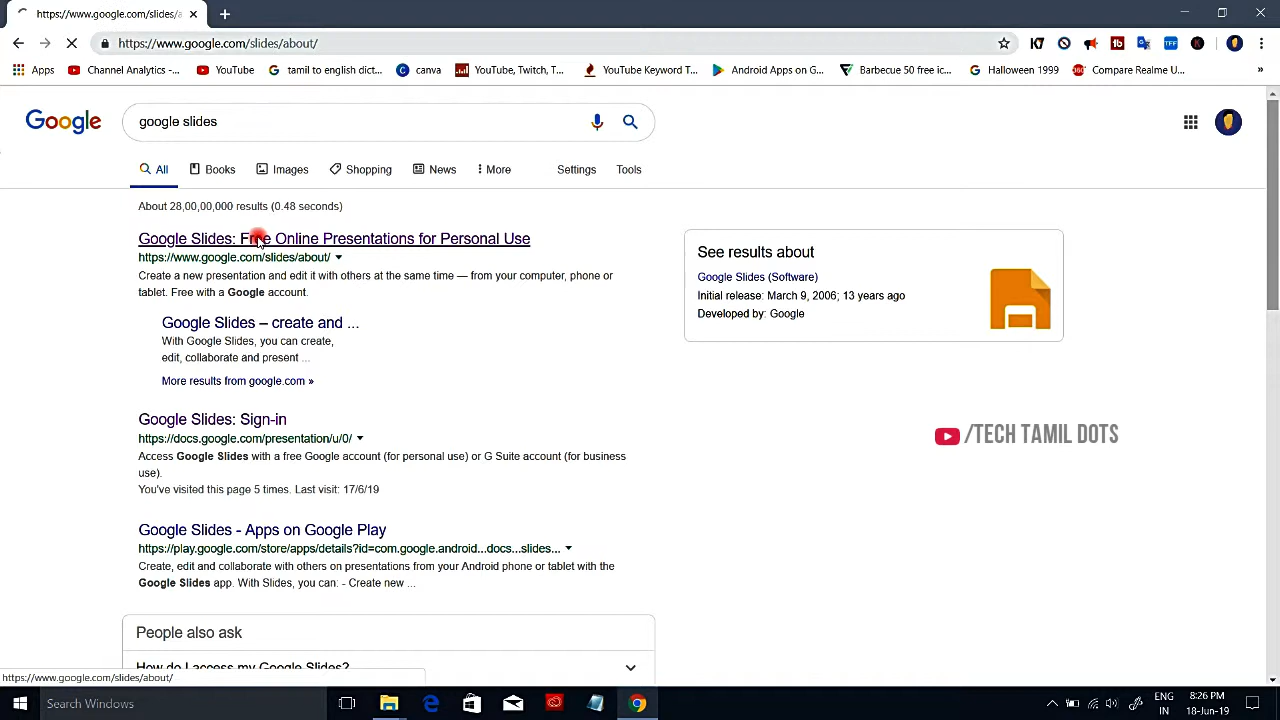 https://www.google.com/slides/a
https://www.google.com/slides/about/
Apps
Channel Analytics -...
YouTube
tamil to english dict...
canva
YouTube, Twitch, T...
YouTube Keyword T...
Android Apps on G...
Barbecue 50 free ic...
Halloween 1999
Compare Realme U...
»
Google
google slides
All
Books
Images
Shopping
News
More
Settings
Tools
About 28,00,00,000 results (0.48 seconds)
Google Slides: Free Online Presentations for Personal Use
https://www.google.com/slides/about/
Create a new presentation and edit it with others at the same time — from your computer, phone or
tablet. Free with a Google account.
Google Slides – create and ...
With Google Slides, you can create,
edit, collaborate and present ...
More results from google.com »
Google Slides: Sign-in
https://docs.google.com/presentation/u/0/
Access Google Slides with a free Google account (for personal use) or G Suite account (for business
use).
You've visited this page 5 times. Last visit: 17/6/19
Google Slides - Apps on Google Play
https://play.google.com/store/apps/details?id=com.google.android...docs...slides...
Create, edit and collaborate with others on presentations from your Android phone or tablet with the
Google Slides app. With Slides, you can: - Create new ...
People also ask
How do I access my Google Slides?
See results about
Google Slides (Software)
Initial release: March 9, 2006; 13 years ago
Developed by: Google
/TECH TAMIL DOTS
https://www.google.com/slides/about/
Search Windows
ENG
IN
8:26 PM
18-Jun-19